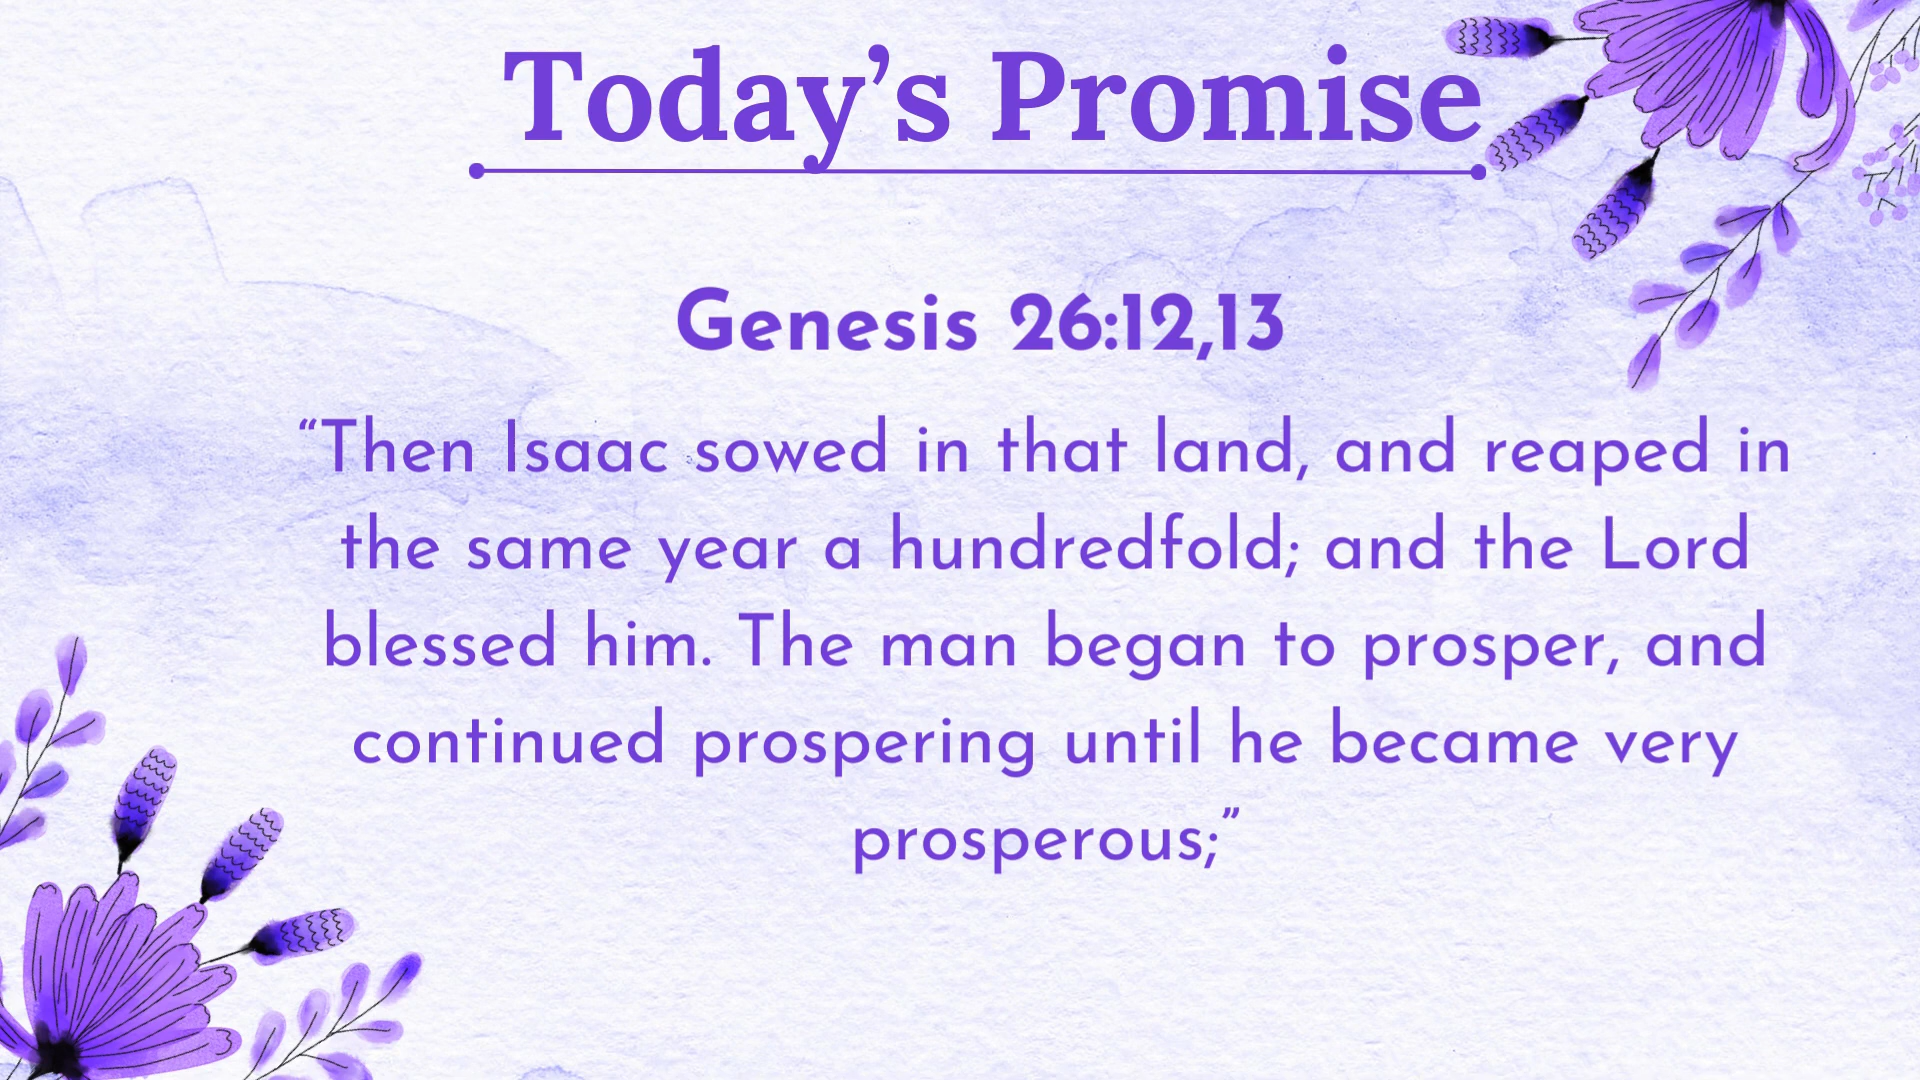 Today’s Promise
Genesis 26:12,13
“Then Isaac sowed in that land, and reaped in
the same year a hundredfold; and the Lord
blessed him. The man began to prosper, and
continued prospering until he became very
prosperous;”